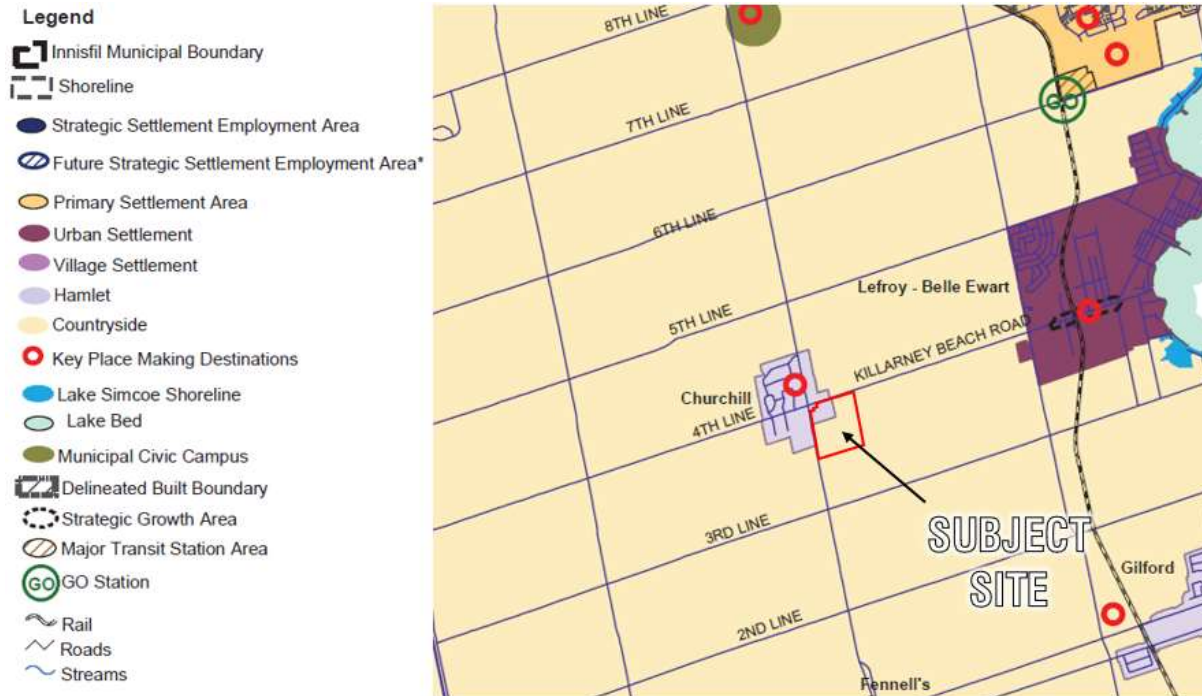 Legend
Innisfil Municipal Boundary
Shoreline
Strategic Settlement Employment Area
Future Strategic Settlement Employment Area*
Primary Settlement Area
Urban Settlement
Village Settlement
Hamlet
Countryside
Key Place Making Destinations
Lake Simcoe Shoreline
Lake Bed
Municipal Civic Campus
Delineated Built Boundary
Strategic Growth Area
Major Transit Station Area
GO GO Station
Rail
Roads
Streams
8TH LINE
7TH LINE
GO
6TH LINE
Lefroy - Belle Ewart
5TH LINE
KILLARNEY BEACH ROAD
Churchill
4TH LINE
3RD LINE
SUBJECT
SITE
Gilford
2ND LINE
Fennell's